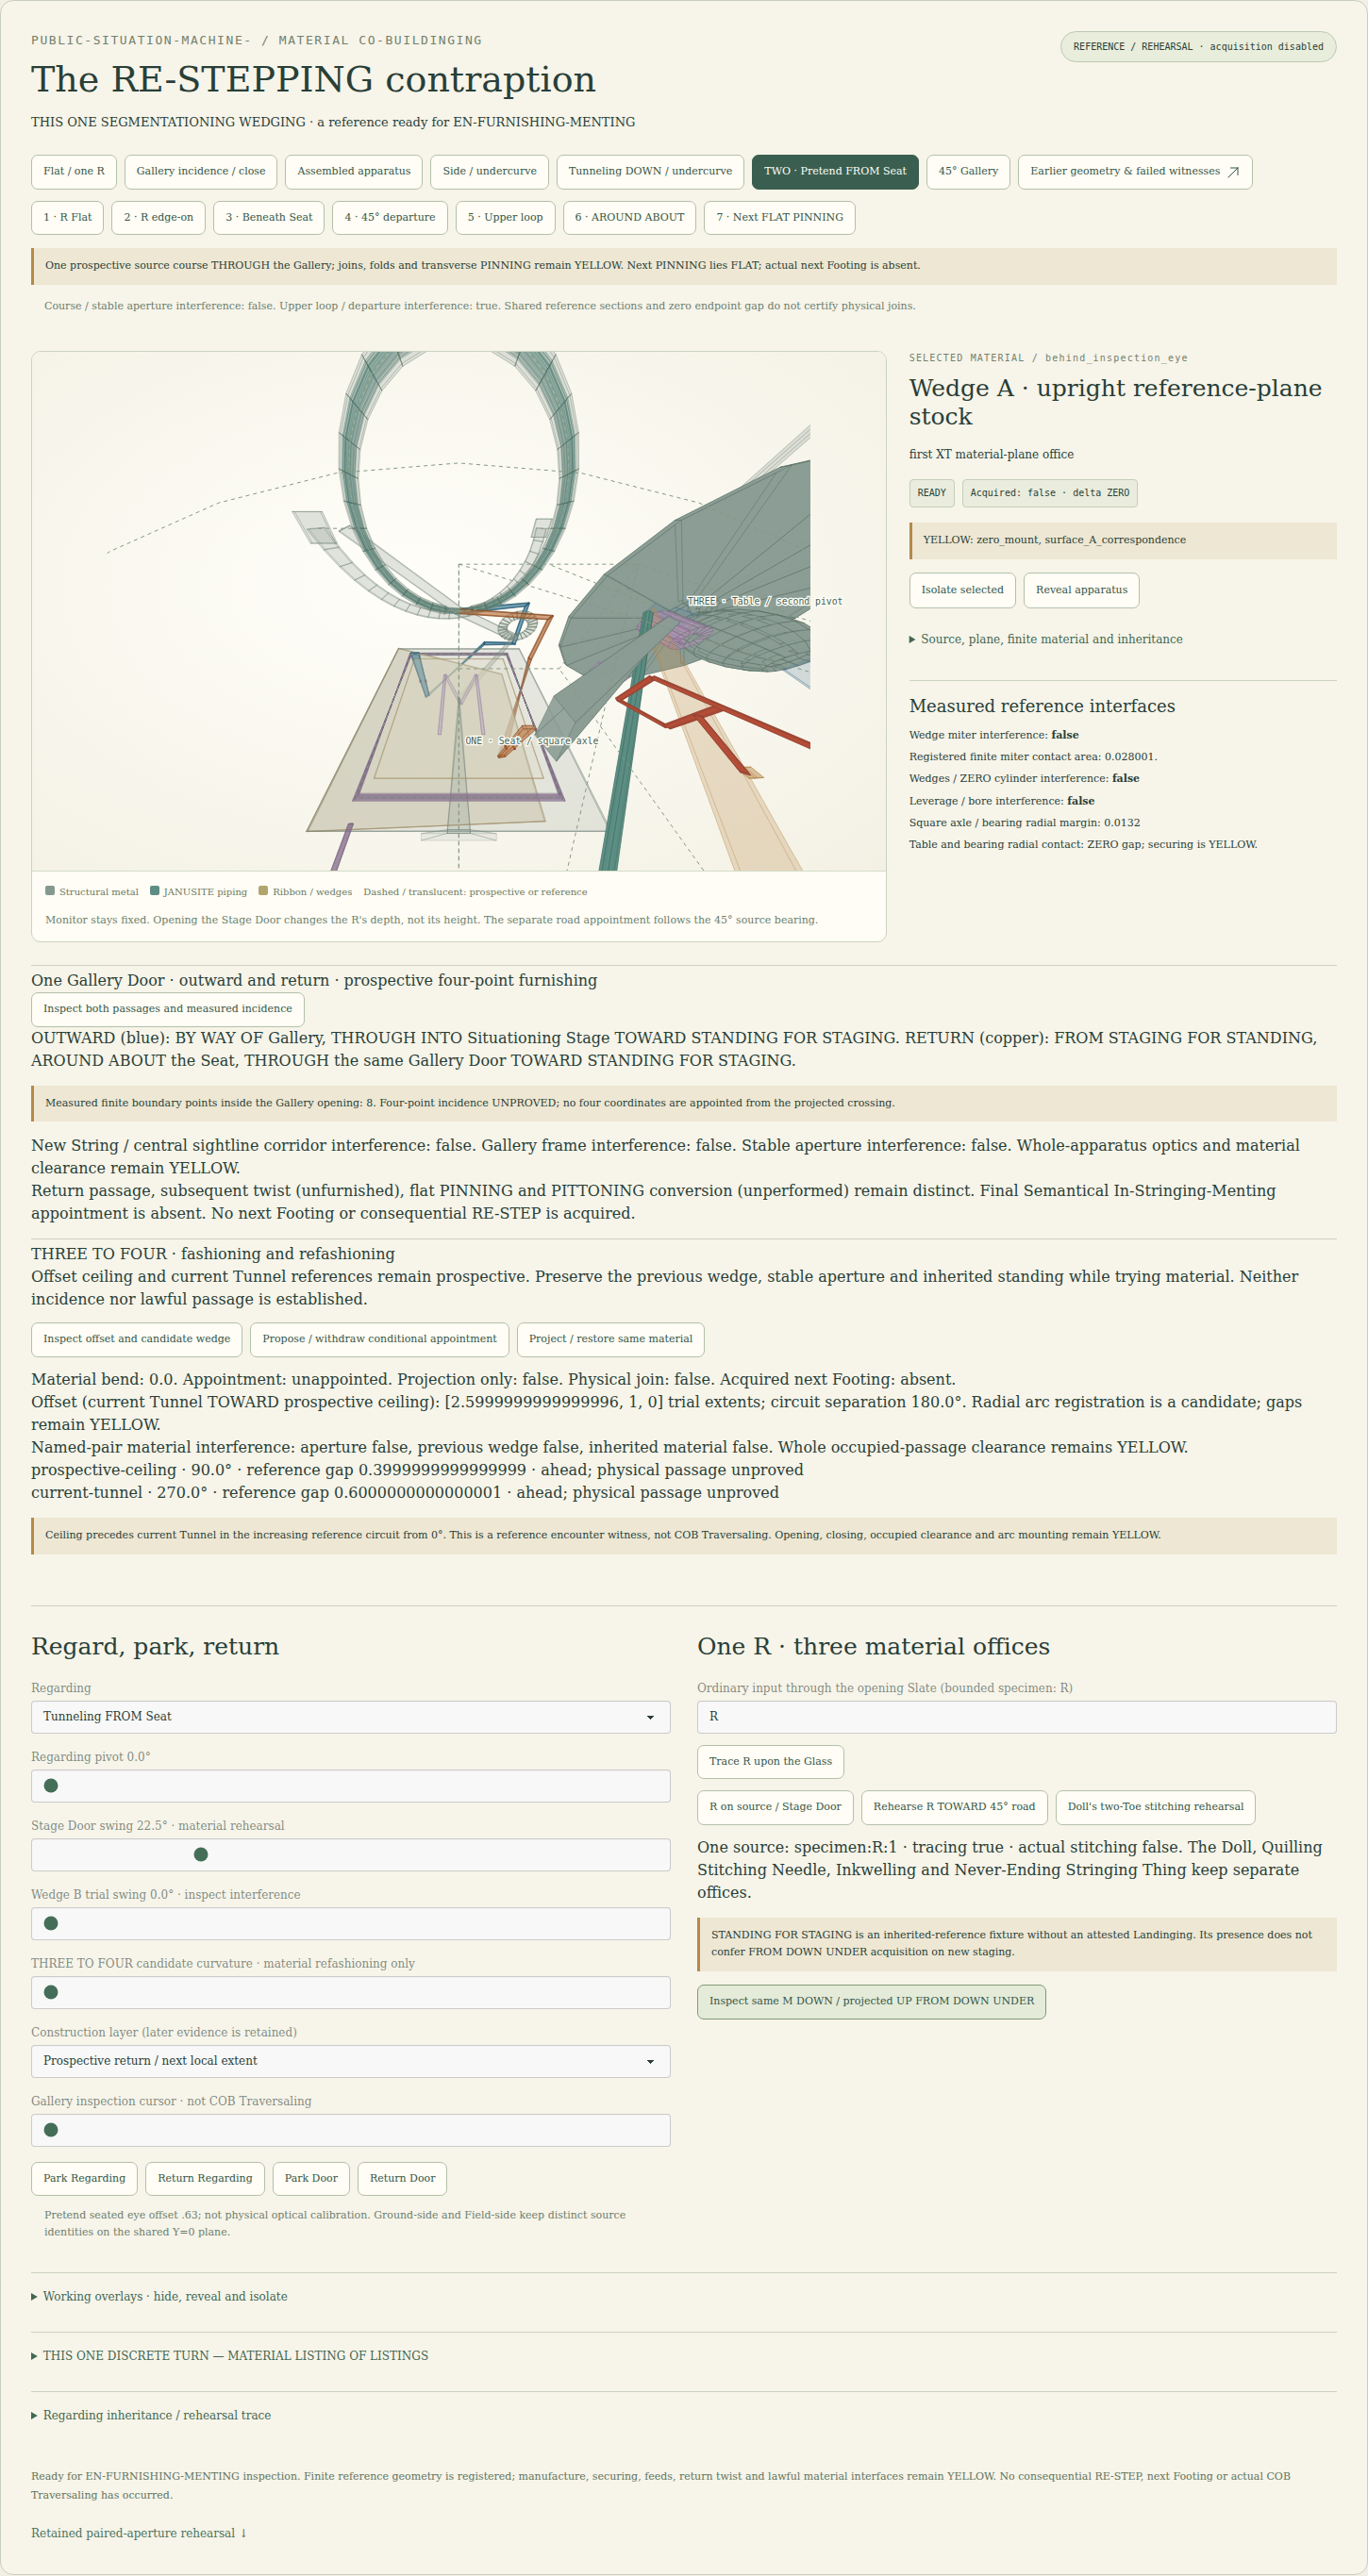 PUBLIC-SITUATION-MACHINE- / MATERIAL CO-BUILDINGING
REFERENCE / REHEARSAL · acquisition disabled
The RE-STEPPING contraption
THIS ONE SEGMENTATIONING WEDGING · a reference ready for EN-FURNISHING-MENTING
Flat / one R
Gallery incidence / close
Assembled apparatus
Side / undercurve
Tunneling DOWN / undercurve
TWO · Pretend FROM Seat
45° Gallery
Earlier geometry & failed witnesses
1 · R Flat
2 · R edge-on
3 · Beneath Seat
4 · 45° departure
5 · Upper loop
6 · AROUND ABOUT
7 · Next FLAT PINNING
One prospective source course THROUGH the Gallery; joins, folds and transverse PINNING remain YELLOW. Next PINNING lies FLAT; actual next Footing is absent.
Course / stable aperture interference: false. Upper loop / departure interference: true. Shared reference sections and zero endpoint gap do not certify physical joins.
THREE · Table / second pivot
ONE · Seat / square axle
Structural metal
JANUSITE piping
Ribbon / wedges
Dashed / translucent: prospective or reference
Monitor stays fixed. Opening the Stage Door changes the R's depth, not its height. The separate road appointment follows the 45° source bearing.
SELECTED MATERIAL / behind_inspection_eye
Wedge A · upright reference-plane
stock
first XT material-plane office
READY
Acquired: false · delta ZERO
YELLOW: zero_mount, surface_A_correspondence
Isolate selected
Reveal apparatus
Source, plane, finite material and inheritance
Measured reference interfaces
Wedge miter interference: false
Registered finite miter contact area: 0.028001.
Wedges / ZERO cylinder interference: false
Leverage / bore interference: false
Square axle / bearing radial margin: 0.0132
Table and bearing radial contact: ZERO gap; securing is YELLOW.
One Gallery Door · outward and return · prospective four-point furnishing
Inspect both passages and measured incidence
OUTWARD (blue): BY WAY OF Gallery, THROUGH INTO Situationing Stage TOWARD STANDING FOR STAGING. RETURN (copper): FROM STAGING FOR STANDING,
AROUND ABOUT the Seat, THROUGH the same Gallery Door TOWARD STANDING FOR STAGING.
Measured finite boundary points inside the Gallery opening: 8. Four-point incidence UNPROVED; no four coordinates are appointed from the projected crossing.
New String / central sightline corridor interference: false. Gallery frame interference: false. Stable aperture interference: false. Whole-apparatus optics and material
clearance remain YELLOW.
Return passage, subsequent twist (unfurnished), flat PINNING and PITTONING conversion (unperformed) remain distinct. Final Semantical In-Stringing-Menting
appointment is absent. No next Footing or consequential RE-STEP is acquired.
THREE TO FOUR · fashioning and refashioning
Offset ceiling and current Tunnel references remain prospective. Preserve the previous wedge, stable aperture and inherited standing while trying material. Neither
incidence nor lawful passage is established.
Inspect offset and candidate wedge
Propose / withdraw conditional appointment
Project / restore same material
Material bend: 0.0. Appointment: unappointed. Projection only: false. Physical join: false. Acquired next Footing: absent.
Offset (current Tunnel TOWARD prospective ceiling): [2.5999999999999996, 1, 0] trial extents; circuit separation 180.0°. Radial arc registration is a candidate; gaps
remain YELLOW.
Named-pair material interference: aperture false, previous wedge false, inherited material false. Whole occupied-passage clearance remains YELLOW.
prospective-ceiling · 90.0° · reference gap 0.3999999999999999 · ahead; physical passage unproved
current-tunnel · 270.0° · reference gap 0.6000000000000001 · ahead; physical passage unproved
Ceiling precedes current Tunnel in the increasing reference circuit from 0°. This is a reference encounter witness, not COB Traversaling. Opening, closing, occupied clearance and arc mounting remain YELLOW.
Regard, park, return
Regarding
Tunneling FROM Seat
Regarding pivot 0.0°
Stage Door swing 22.5° · material rehearsal
Wedge B trial swing 0.0° · inspect interference
THREE TO FOUR candidate curvature · material refashioning only
Construction layer (later evidence is retained)
Prospective return / next local extent
Gallery inspection cursor · not COB Traversaling
Park Regarding
Return Regarding
Park Door
Return Door
Pretend seated eye offset .63; not physical optical calibration. Ground-side and Field-side keep distinct source
identities on the shared Y=0 plane.
One R · three material offices
Ordinary input through the opening Slate (bounded specimen: R)
R
Trace R upon the Glass
R on source / Stage Door
Rehearse R TOWARD 45° road
Doll's two-Toe stitching rehearsal
One source: specimen:R:1 · tracing true · actual stitching false. The Doll, Quilling
Stitching Needle, Inkwelling and Never-Ending Stringing Thing keep separate
offices.
STANDING FOR STAGING is an inherited-reference fixture without an attested Landinging. Its presence does not
confer FROM DOWN UNDER acquisition on new staging.
Inspect same M DOWN / projected UP FROM DOWN UNDER
Working overlays · hide, reveal and isolate
THIS ONE DISCRETE TURN — MATERIAL LISTING OF LISTINGS
Regarding inheritance / rehearsal trace
Ready for EN-FURNISHING-MENTING inspection. Finite reference geometry is registered; manufacture, securing, feeds, return twist and lawful material interfaces remain YELLOW. No consequential RE-STEP, next Footing or actual COB
Traversaling has occurred.
Retained paired-aperture rehearsal ↓